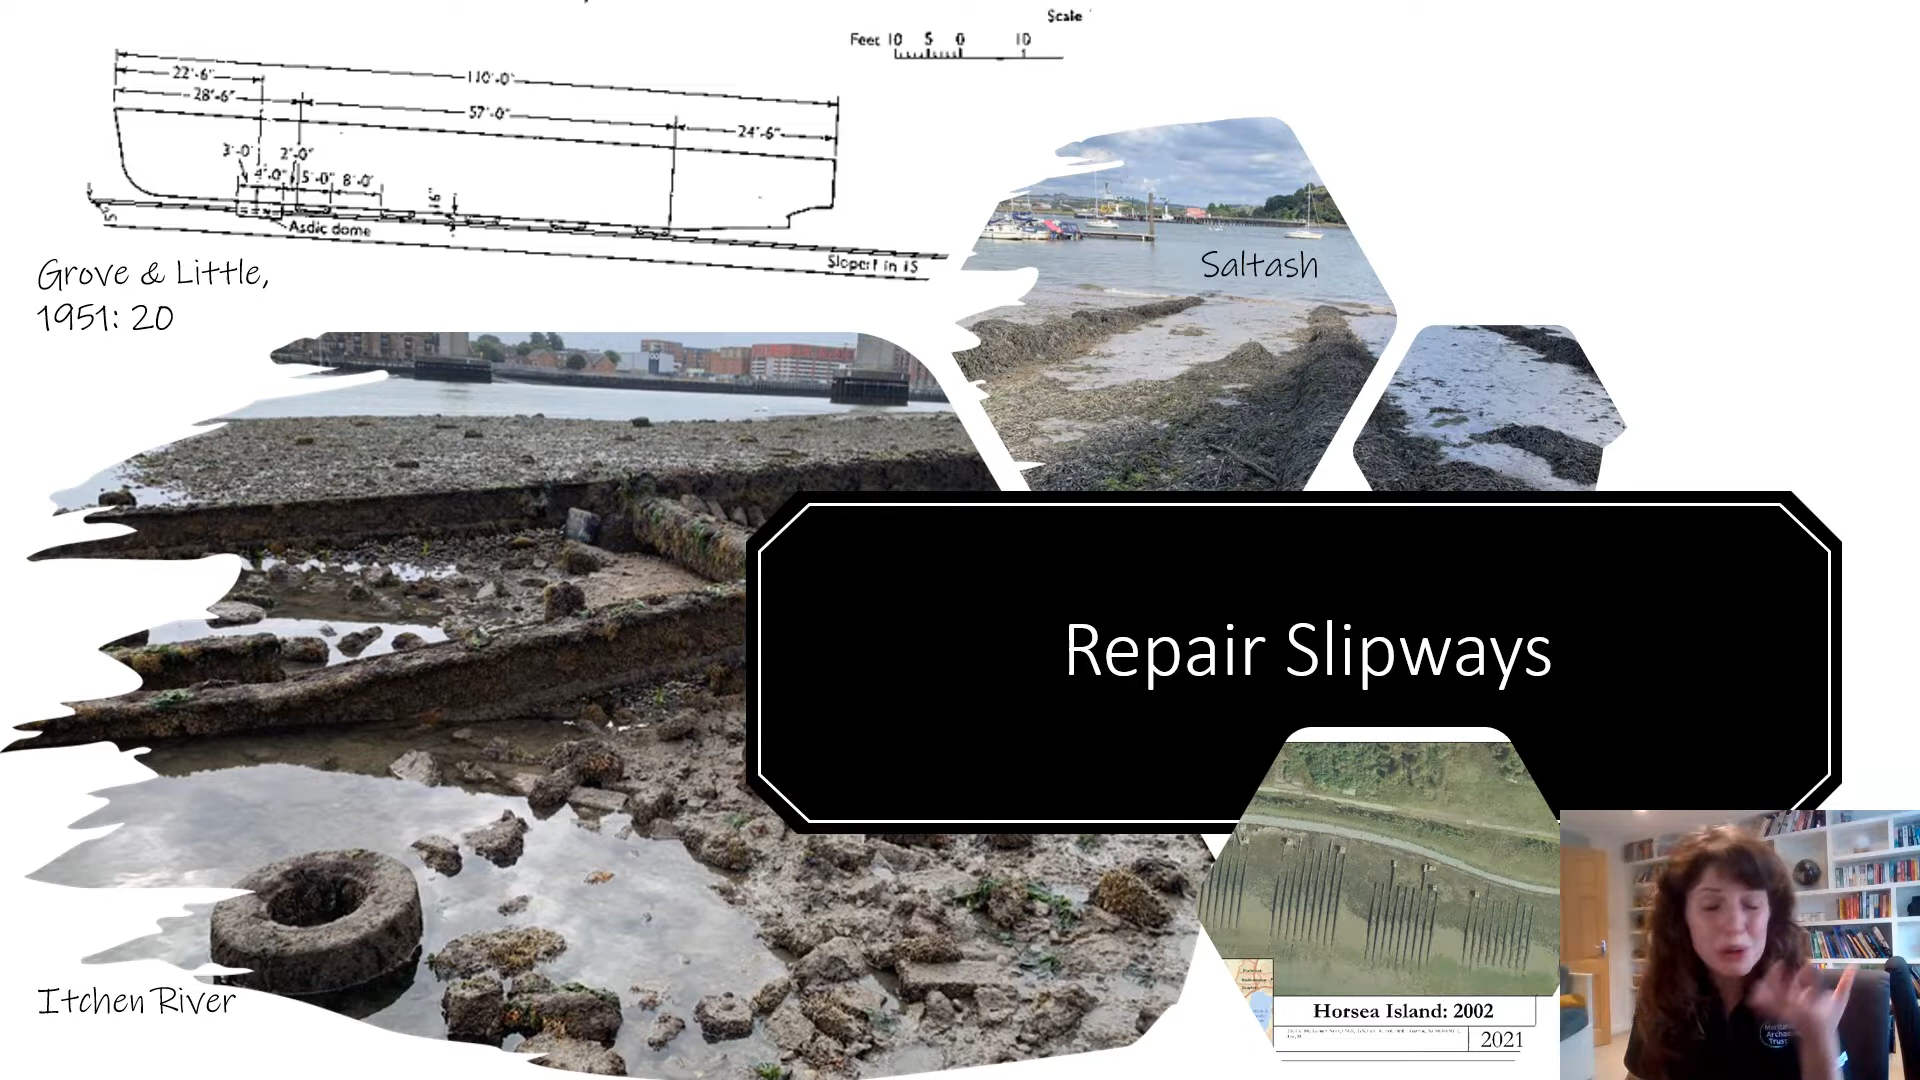 Scale
Feet 10 5 0 10
110'-0"
22'-6"
28'-6"
57'-0"
24'-6"
3'-0"
2'-0"
4'-0" 5'-0" 8'-0"
Asdic dome
Slope 1 in 15
Grove & Little,
1951: 20
Saltash
Repair Slipways
Itchen River
Horsea Island: 2002
2021
Archae
Trust